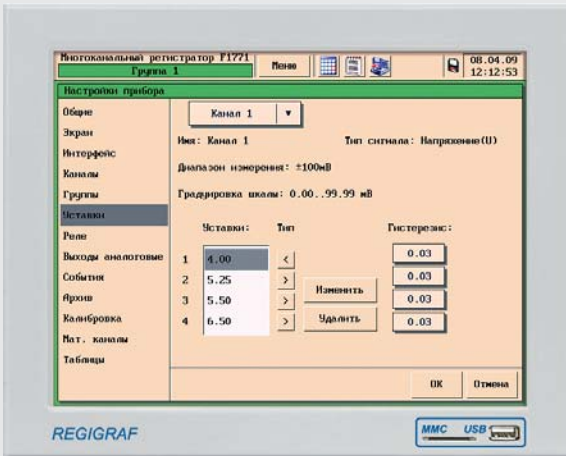 Многоканальный регистратор Ф1771
Группа 1
Меню
08.04.09
12:12:53
Настройки прибора
Общие
Экран
Интерфейс
Каналы
Группы
Уставки
Реле
Выходы аналоговые
События
Архив
Калибровка
Мат. каналы
Таблицы
Канал 1
Имя: Канал 1 Тип сигнала: Напряжение(U)
Диапазон измерения: ±100мВ
Градуировка шкалы: 0.00..99.99 мВ
Уставки: Тип Гистерезис:
1 4.00 < 0.03
2 5.25 > 0.03
3 5.50 > 0.03
4 6.50 > 0.03
Изменить
Удалить
OK Отмена
REGIGRAF
MMC USB